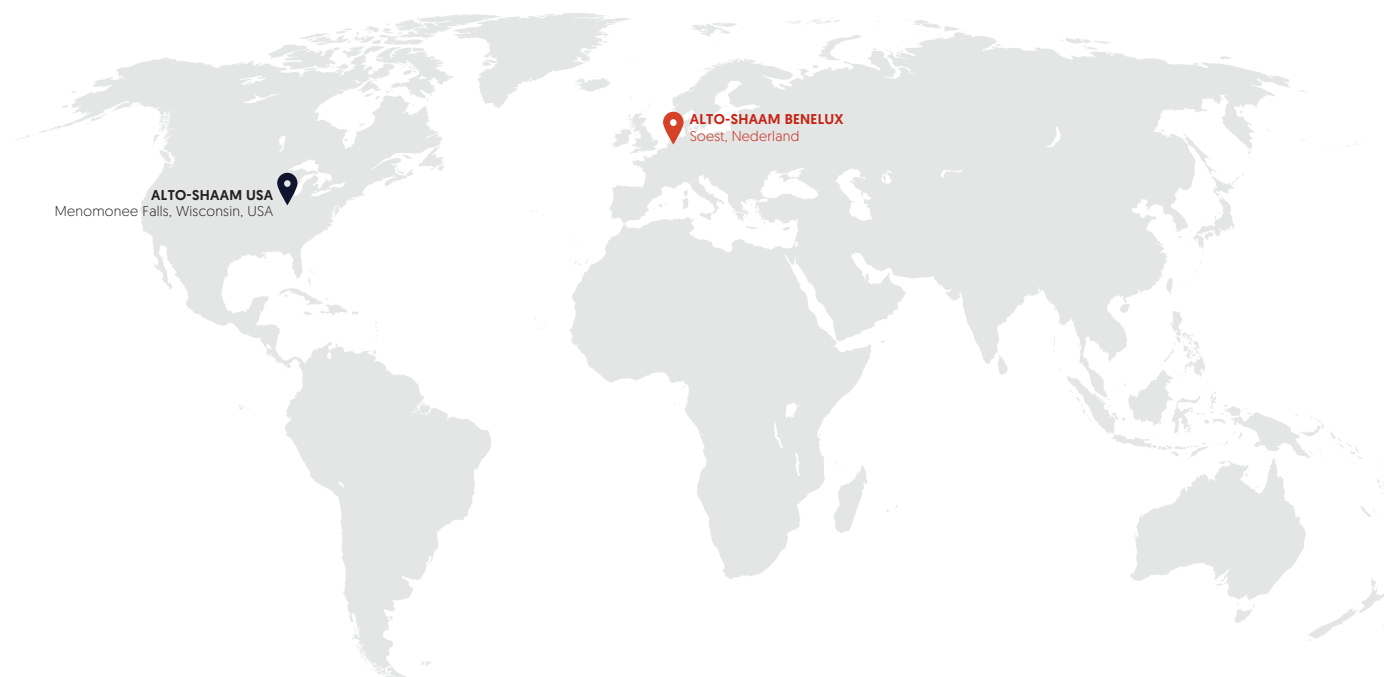 ALTO-SHAAM BENELUX
Soest, Nederland
ALTO-SHAAM USA
Menomonee Falls, Wisconsin, USA